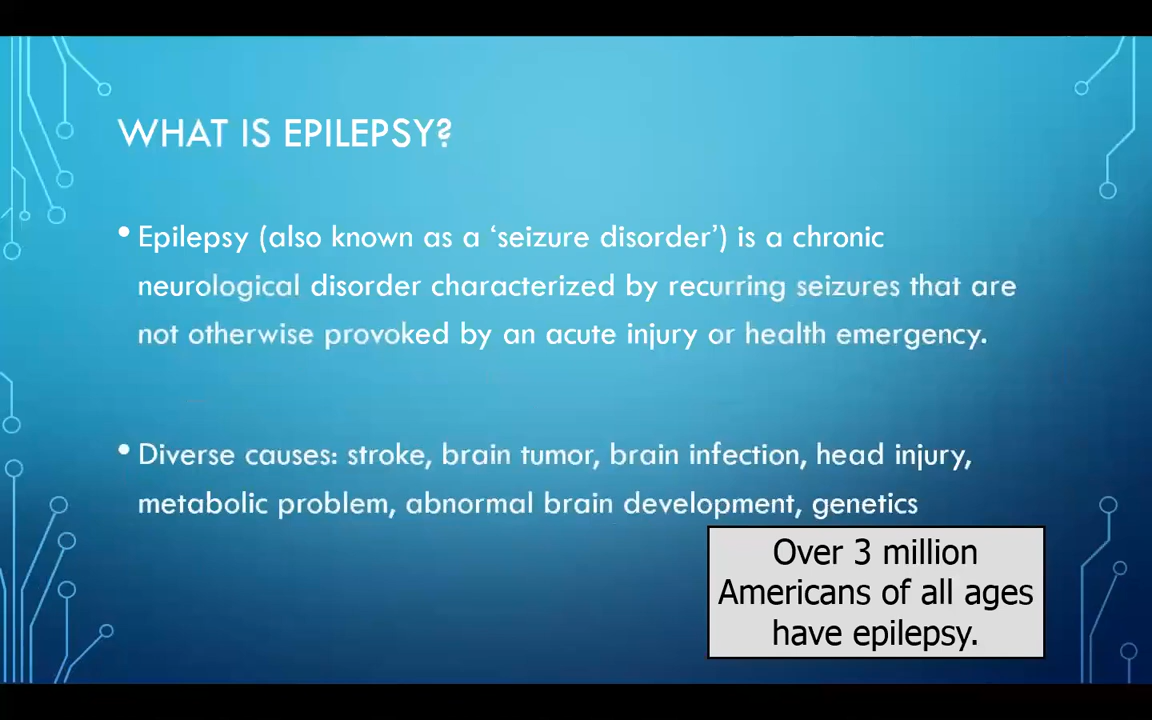 WHAT IS EPILEPSY?
• Epilepsy (also known as a ‘seizure disorder’) is a chronic
neurological disorder characterized by recurring seizures that are
not otherwise provoked by an acute injury or health emergency.
• Diverse causes: stroke, brain tumor, brain infection, head injury,
metabolic problem, abnormal brain development, genetics
Over 3 million
Americans of all ages
have epilepsy.